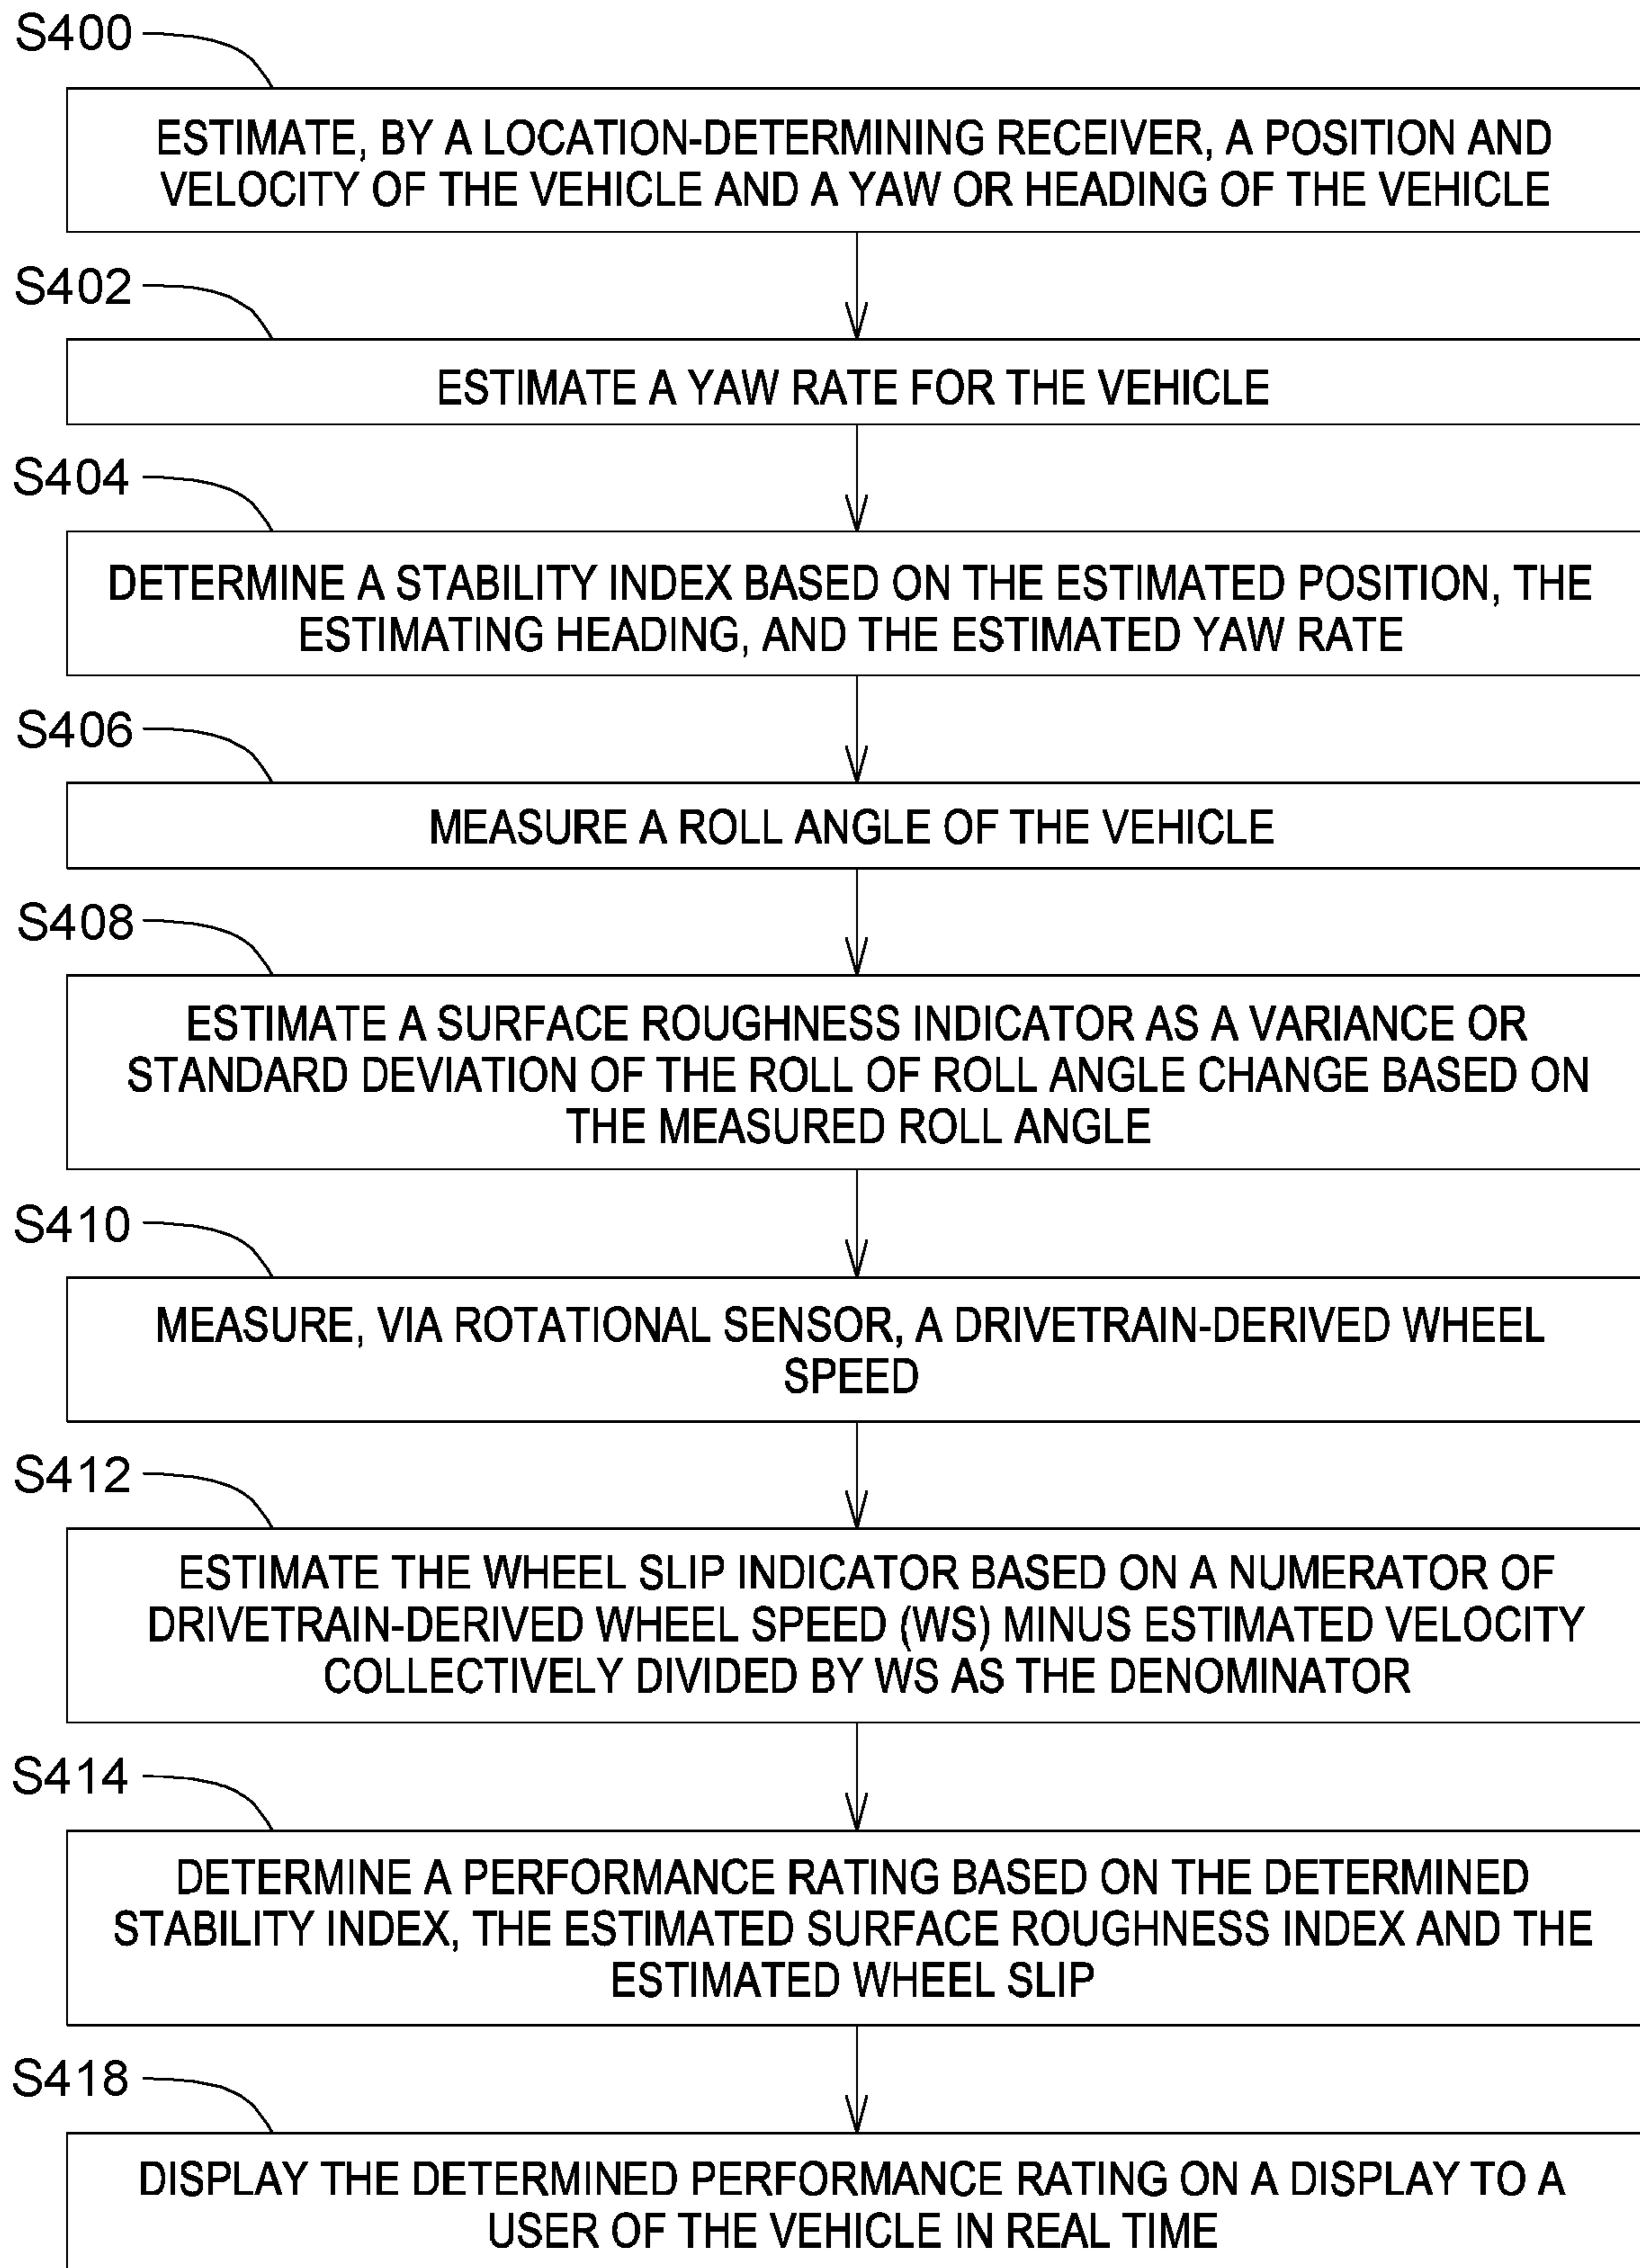 S400
ESTIMATE, BY A LOCATION-DETERMINING RECEIVER, A POSITION AND
VELOCITY OF THE VEHICLE AND A YAW OR HEADING OF THE VEHICLE
S402
ESTIMATE A YAW RATE FOR THE VEHICLE
S404
DETERMINE A STABILITY INDEX BASED ON THE ESTIMATED POSITION, THE
ESTIMATING HEADING, AND THE ESTIMATED YAW RATE
S406
MEASURE A ROLL ANGLE OF THE VEHICLE
S408
ESTIMATE A SURFACE ROUGHNESS INDICATOR AS A VARIANCE OR
STANDARD DEVIATION OF THE ROLL OF ROLL ANGLE CHANGE BASED ON
THE MEASURED ROLL ANGLE
S410
MEASURE, VIA ROTATIONAL SENSOR, A DRIVETRAIN-DERIVED WHEEL
SPEED
S412
ESTIMATE THE WHEEL SLIP INDICATOR BASED ON A NUMERATOR OF
DRIVETRAIN-DERIVED WHEEL SPEED (WS) MINUS ESTIMATED VELOCITY
COLLECTIVELY DIVIDED BY WS AS THE DENOMINATOR
S414
DETERMINE A PERFORMANCE RATING BASED ON THE DETERMINED
STABILITY INDEX, THE ESTIMATED SURFACE ROUGHNESS INDEX AND THE
ESTIMATED WHEEL SLIP
S418
DISPLAY THE DETERMINED PERFORMANCE RATING ON A DISPLAY TO A
USER OF THE VEHICLE IN REAL TIME